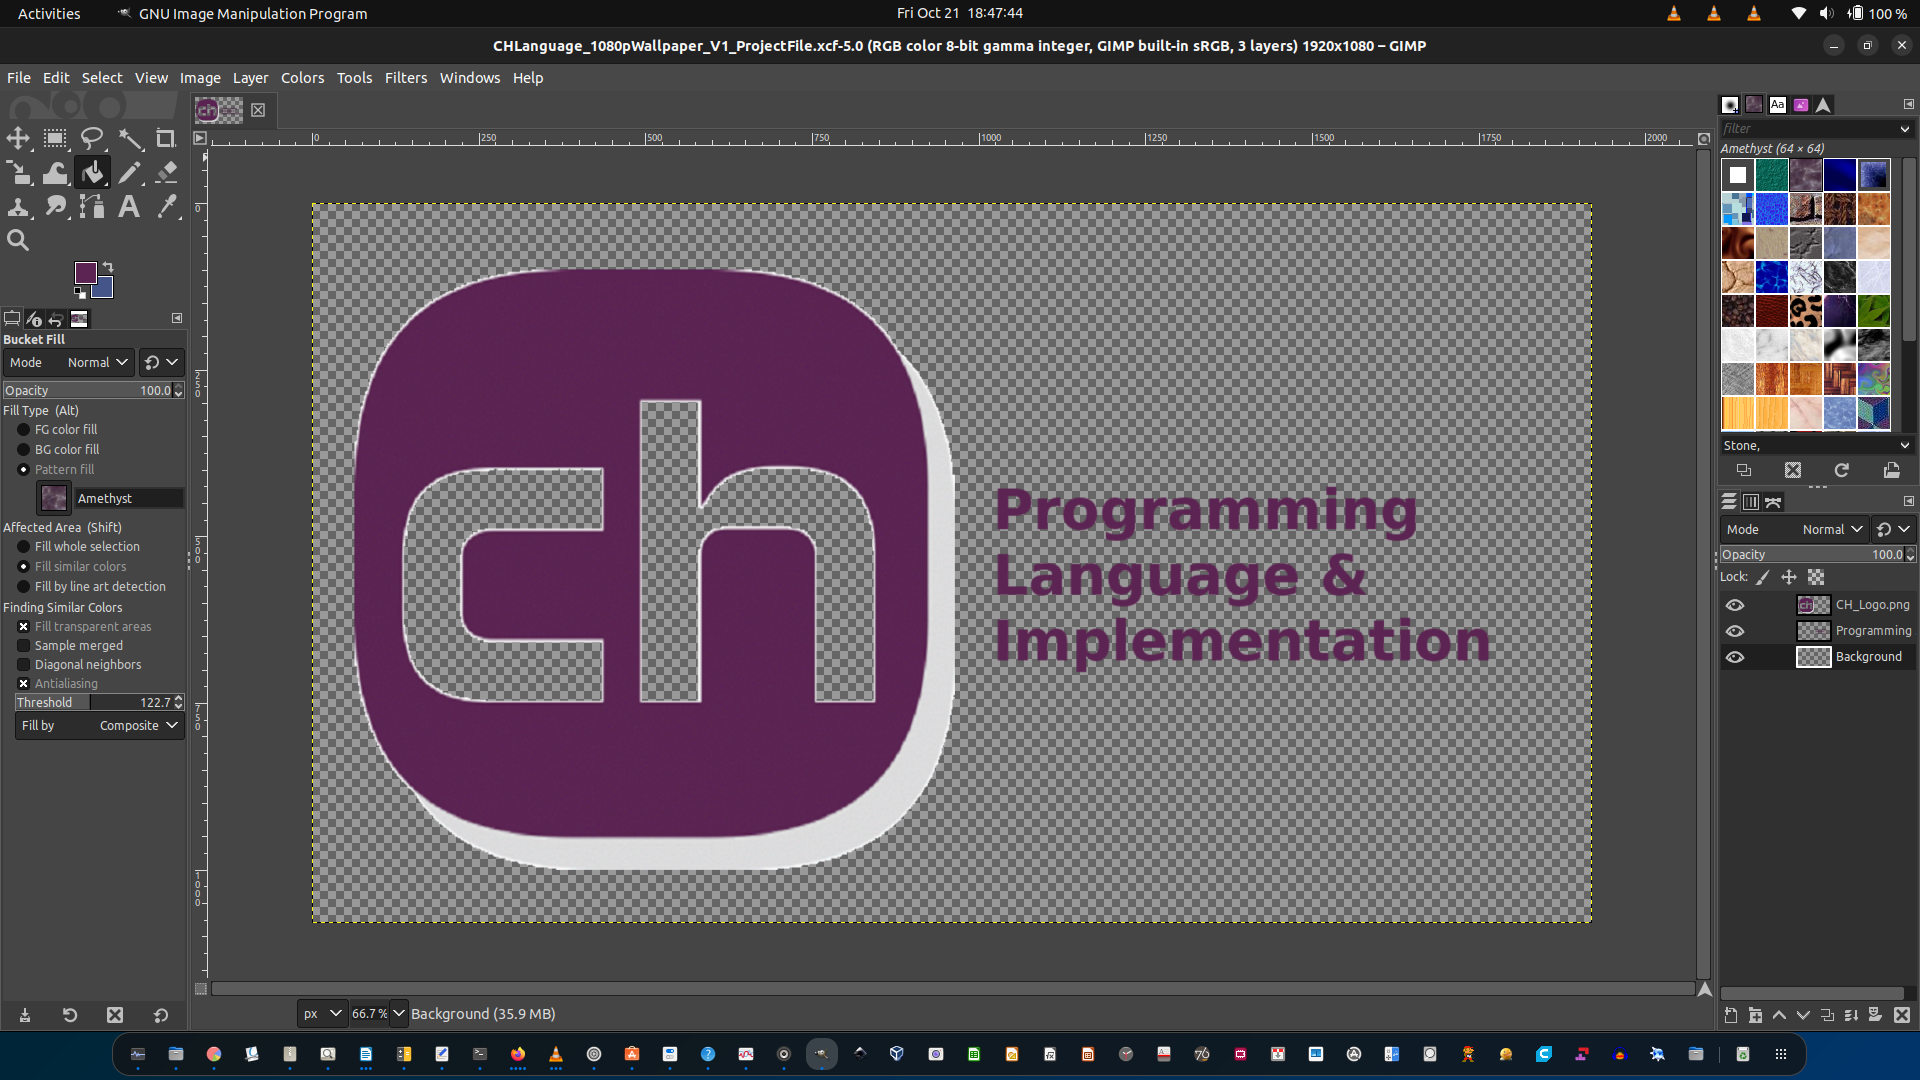 Activities
GNU Image Manipulation Program
Fri Oct 21 18:47:44
100 %
CHLanguage_1080pWallpaper_V1_ProjectFile.xcf-5.0 (RGB color 8-bit gamma integer, GIMP built-in sRGB, 3 layers) 1920x1080 – GIMP
File Edit Select View Image Layer Colors Tools Filters Windows Help
0 250 500 750 1000 1250 1500 1750 2000
0
250
500
750
1000
Bucket Fill
Mode Normal
Opacity 100.0
Fill Type (Alt)
FG color fill
BG color fill
Pattern fill
Amethyst
Affected Area (Shift)
Fill whole selection
Fill similar colors
Fill by line art detection
Finding Similar Colors
Fill transparent areas
Sample merged
Diagonal neighbors
Antialiasing
Threshold 122.7
Fill by Composite
ch
Programming
Language &
Implementation
px 66.7 % Background (35.9 MB)
Aa
filter
Amethyst (64 × 64)
Stone,
Mode Normal
Opacity 100.0
Lock:
CH_Logo.png
Programming
Background